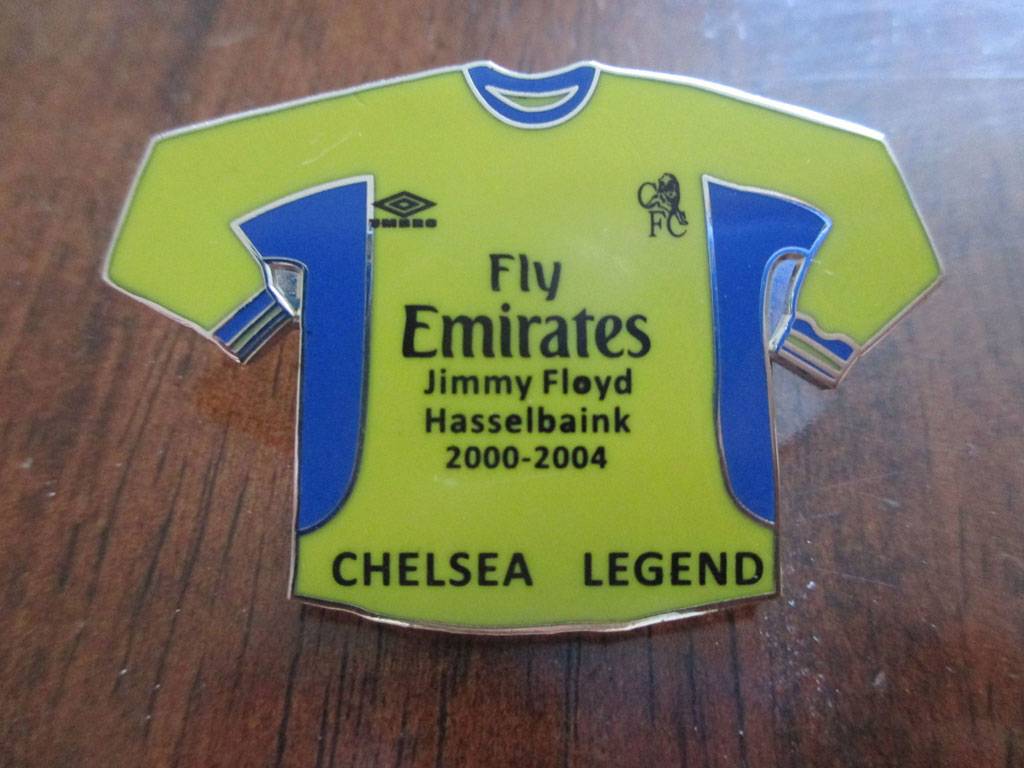 UMBRO
CFC
Fly
Emirates
Jimmy Floyd
Hasselbaink
2000-2004
CHELSEA LEGEND